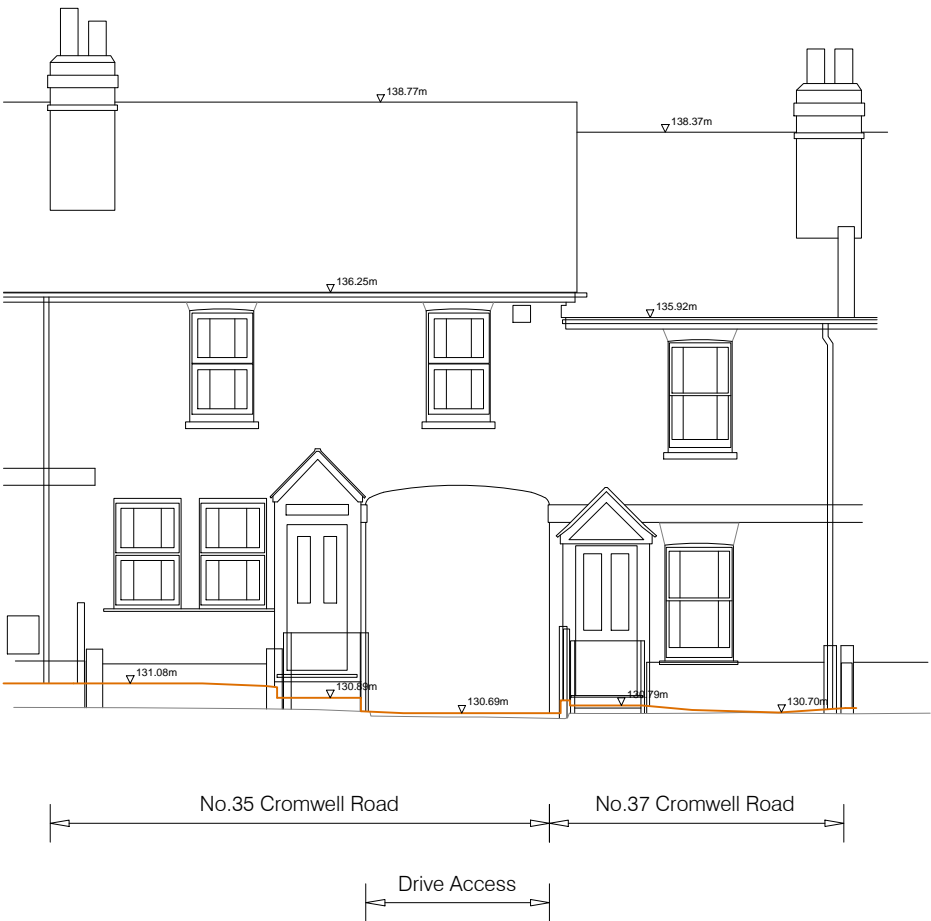 138.77m
138.37m
136.25m
135.92m
131.08m
130.89m
130.79m
130.69m
130.70m
No.35 Cromwell Road
No.37 Cromwell Road
Drive Access